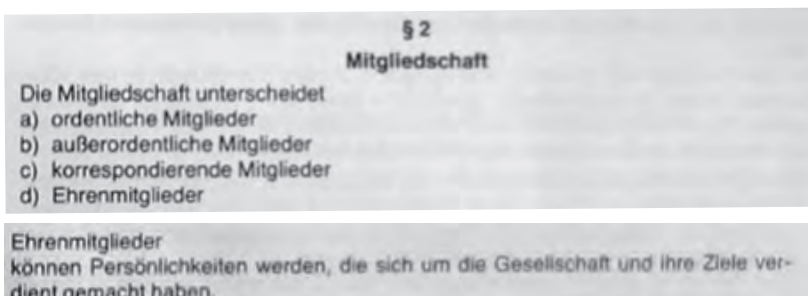 § 2
Mitgliedschaft
Die Mitgliedschaft unterscheidet
a) ordentliche Mitglieder
b) außerordentliche Mitglieder
c) korrespondierende Mitglieder
d) Ehrenmitglieder
Ehrenmitglieder
können Persönlichkeiten werden, die sich um die Gesellschaft und ihre Ziele ver-
dient gemacht haben.